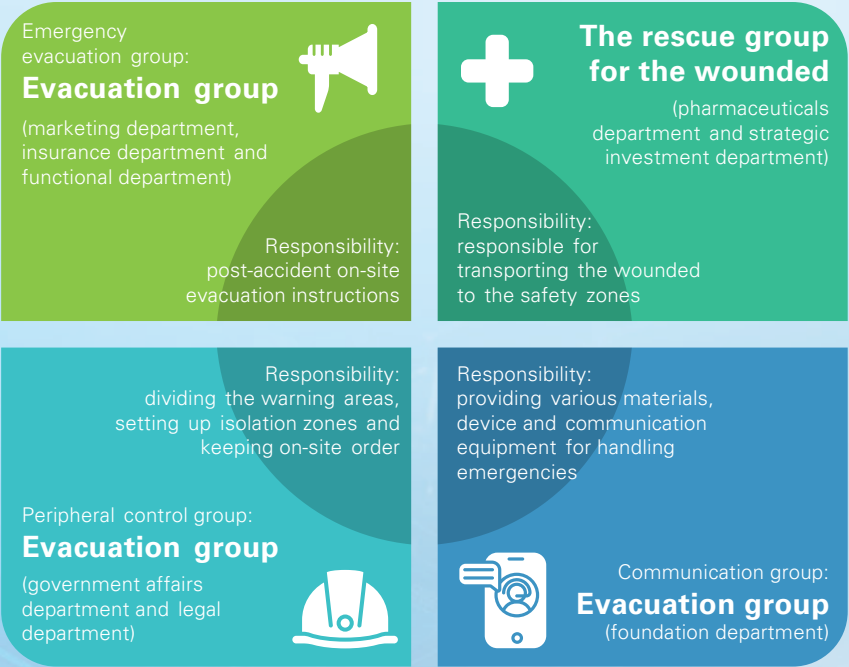 Emergency
evacuation group:
Evacuation group
(marketing department,
insurance department and
functional department)
Responsibility:
post-accident on-site
evacuation instructions
The rescue group
for the wounded
(pharmaceuticals
department and strategic
investment department)
Responsibility:
responsible for
transporting the wounded
to the safety zones
Responsibility:
dividing the warning areas,
setting up isolation zones and
keeping on-site order
Peripheral control group:
Evacuation group
(government affairs
department and legal
department)
Responsibility:
providing various materials,
device and communication
equipment for handling
emergencies
Communication group:
Evacuation group
(foundation department)